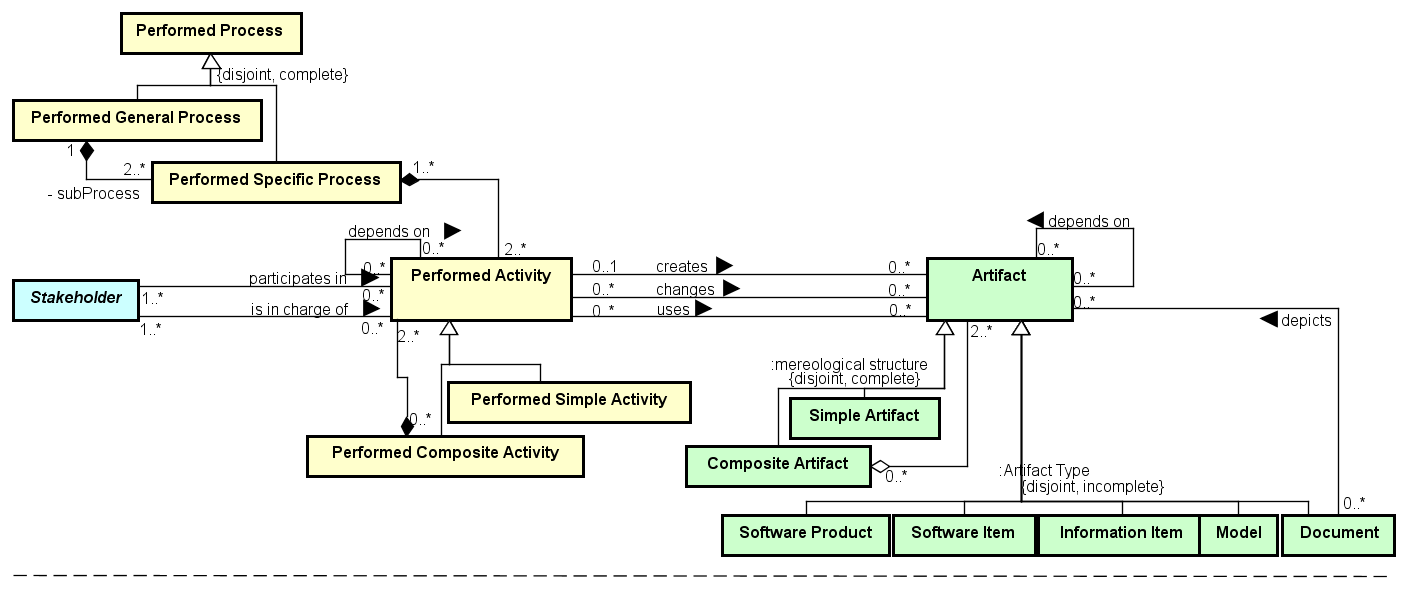 Performed Process
{disjoint, complete}
Performed General Process
1
2..*
- subProcess
Performed Specific Process
1..*
depends on
0..*
0..*
2..*
Performed Activity
Stakeholder
participates in
1..*
0..*
is in charge of
1..*
0..*
0..1
creates
0..*
0..*
changes
0..*
0..*
uses
0..*
Artifact
depends on
0..*
0..*
0..*
depicts
0..*
2..*
0..*
Performed Simple Activity
Performed Composite Activity
2..*
:mereological structure
{disjoint, complete}
Simple Artifact
Composite Artifact
0..*
:Artifact Type
{disjoint, incomplete}
Software Product
Software Item
Information Item
Model
Document